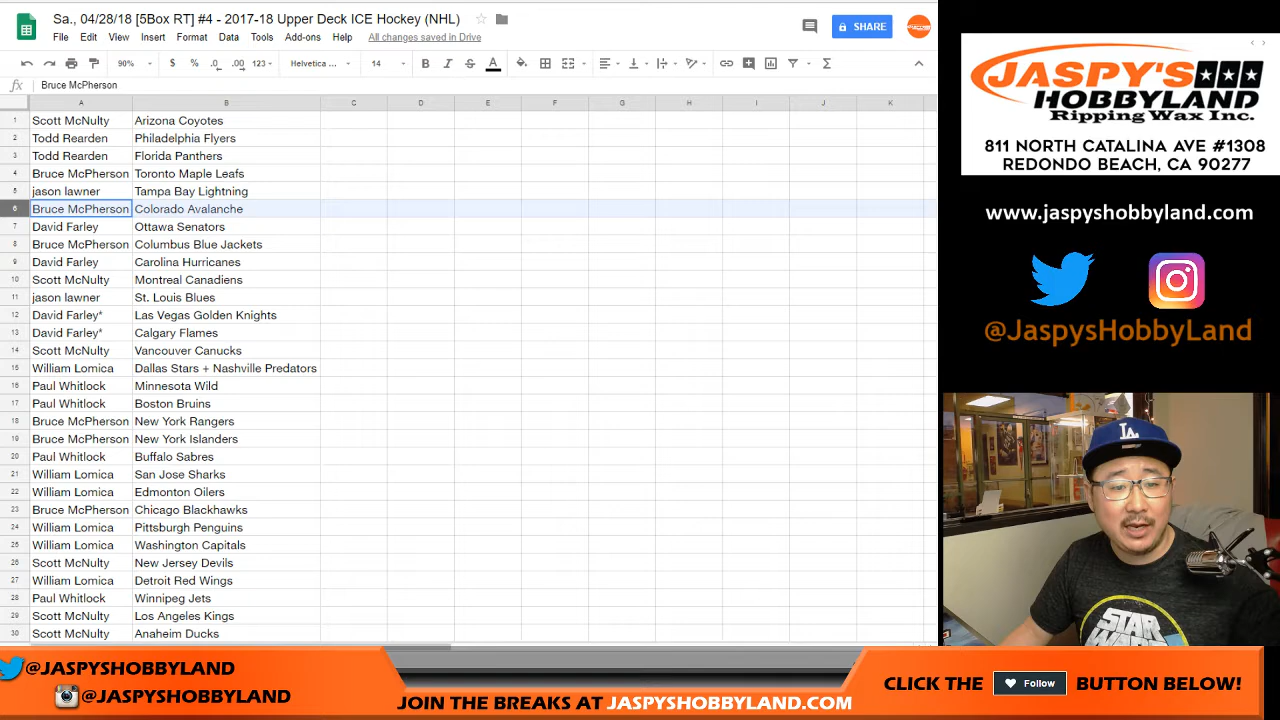 Sa., 04/28/18 [5Box RT] #4 - 2017-18 Upper Deck ICE Hockey (NHL)
File Edit View Insert Format Data Tools Add-ons Help All changes saved in Drive
SHARE
90% $ % .0 .00 123 Helvetica ... 14 B I S A
fx Bruce McPherson
A B C D E F G H I J K
1 Scott McNulty Arizona Coyotes
2 Todd Rearden Philadelphia Flyers
3 Todd Rearden Florida Panthers
4 Bruce McPherson Toronto Maple Leafs
5 jason lawner Tampa Bay Lightning
6 Bruce McPherson Colorado Avalanche
7 David Farley Ottawa Senators
8 Bruce McPherson Columbus Blue Jackets
9 David Farley Carolina Hurricanes
10 Scott McNulty Montreal Canadiens
11 jason lawner St. Louis Blues
12 David Farley* Las Vegas Golden Knights
13 David Farley* Calgary Flames
14 Scott McNulty Vancouver Canucks
15 William Lomica Dallas Stars + Nashville Predators
16 Paul Whitlock Minnesota Wild
17 Paul Whitlock Boston Bruins
18 Bruce McPherson New York Rangers
19 Bruce McPherson New York Islanders
20 Paul Whitlock Buffalo Sabres
21 William Lomica San Jose Sharks
22 William Lomica Edmonton Oilers
23 Bruce McPherson Chicago Blackhawks
24 William Lomica Pittsburgh Penguins
25 William Lomica Washington Capitals
26 Scott McNulty New Jersey Devils
27 William Lomica Detroit Red Wings
28 Paul Whitlock Winnipeg Jets
29 Scott McNulty Los Angeles Kings
30 Scott McNulty Anaheim Ducks
JASPY'S
HOBBYLAND
Ripping Wax Inc.
811 NORTH CATALINA AVE #1308
REDONDO BEACH, CA 90277
www.jaspyshobbyland.com
@JaspysHobbyLand
LA
STAR
WARS
@JASPYSHOBBYLAND
@JASPYSHOBBYLAND
JOIN THE BREAKS AT JASPYSHOBBYLAND.COM
CLICK THE Follow BUTTON BELOW!